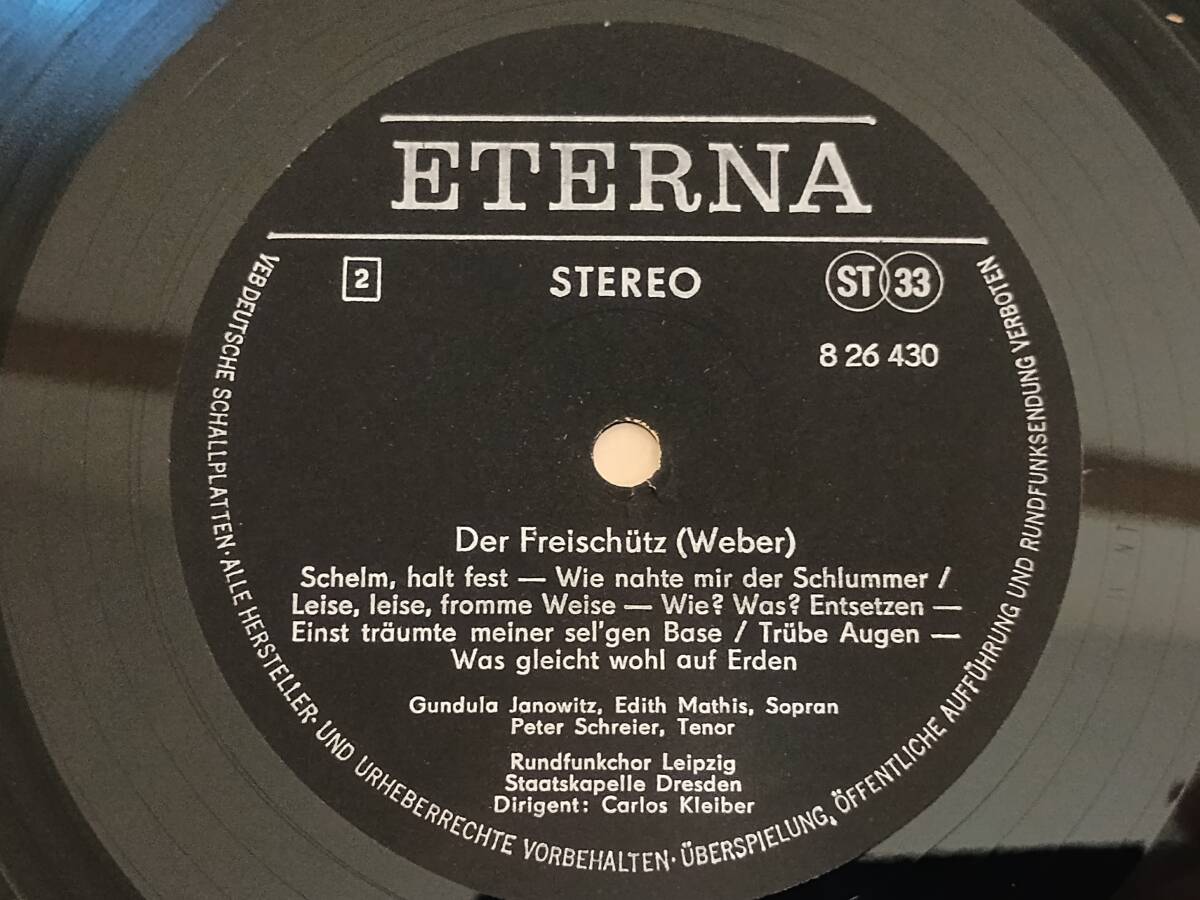 ETERNA
2
STEREO
ST 33
8 26 430
Der Freischütz (Weber)
Schelm, halt fest — Wie nahte mir der Schlummer /
Leise, leise, fromme Weise — Wie? Was? Entsetzen —
Einst träumte meiner sel'gen Base / Trübe Augen —
Was gleicht wohl auf Erden
Gundula Janowitz, Edith Mathis, Sopran
Peter Schreier, Tenor
Rundfunkchor Leipzig
Staatskapelle Dresden
Dirigent: Carlos Kleiber
VEB DEUTSCHE SCHALLPLATTEN · ALLE HERSTELLER- UND URHEBERRECHTE VORBEHALTEN · ÜBERSPIELUNG, ÖFFENTLICHE AUFFÜHRUNG UND RUNDFUNKSENDUNG VERBOTEN